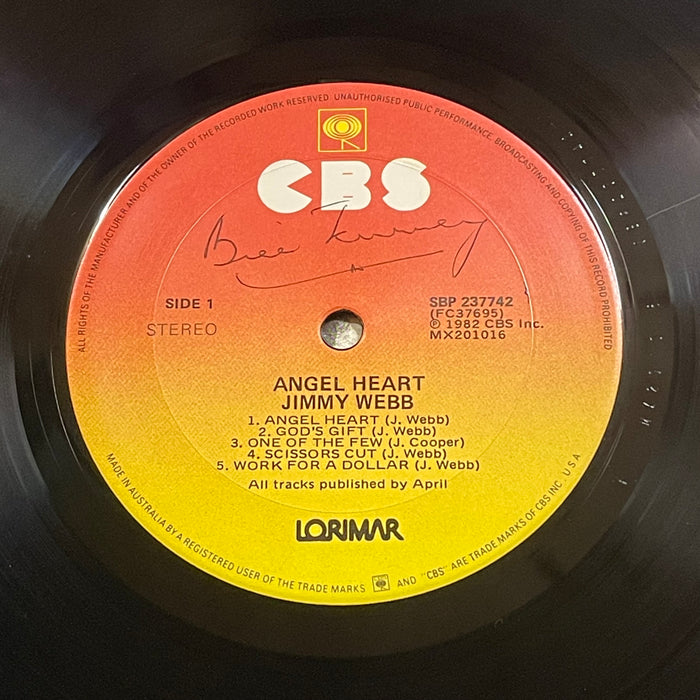 ALL RIGHTS OF THE MANUFACTURER AND OF THE OWNER OF THE RECORDED WORK RESERVED. UNAUTHORISED PUBLIC PERFORMANCE, BROADCASTING AND COPYING OF THIS RECORD PROHIBITED
CBS
SIDE 1
STEREO
SBP 237742
(FC37695)
℗ 1982 CBS Inc.
MX201016
ANGEL HEART
JIMMY WEBB
1. ANGEL HEART (J. Webb)
2. GOD'S GIFT (J. Webb)
3. ONE OF THE FEW (J. Cooper)
4. SCISSORS CUT (J. Webb)
5. WORK FOR A DOLLAR (J. Webb)
All tracks published by April
LORIMAR
MADE IN AUSTRALIA BY A REGISTERED USER OF THE TRADE MARKS AND "CBS" ARE TRADE MARKS OF CBS INC. U S A